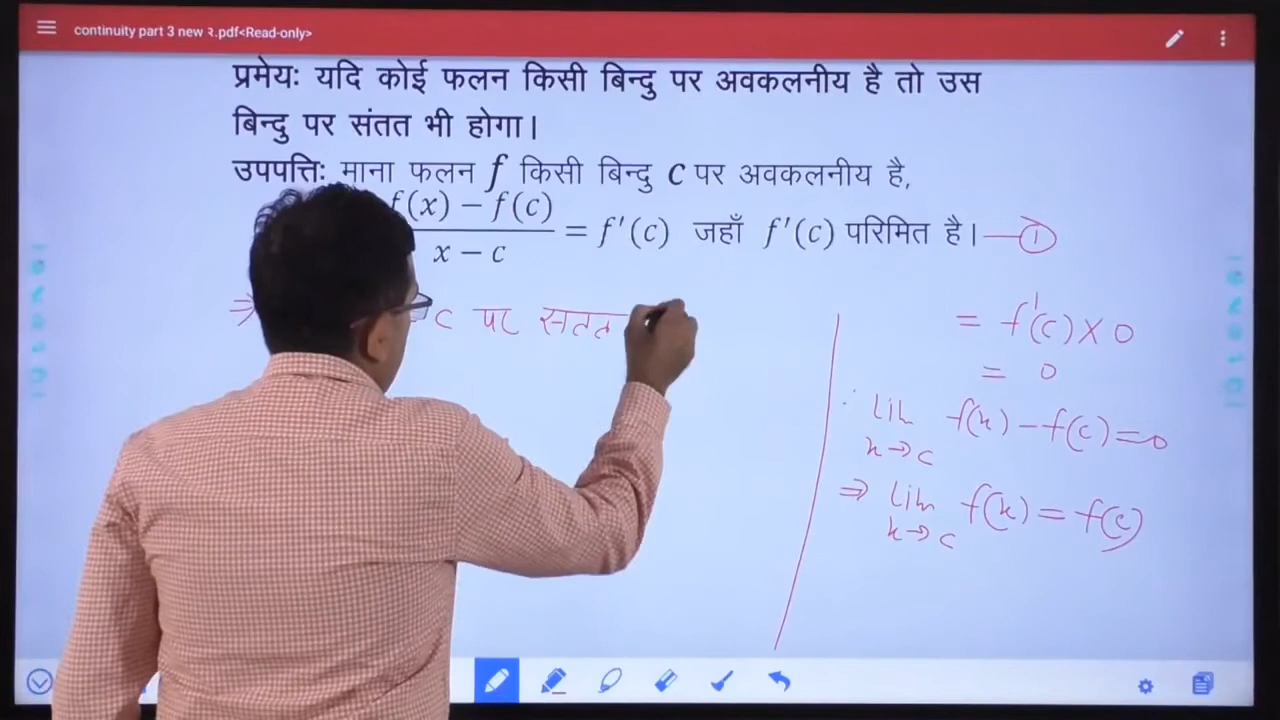 continuity part 3 new २.pdf<Read-only>
प्रमेयः यदि कोई फलन किसी बिन्दु पर अवकलनीय है तो उस
बिन्दु पर संतत भी होगा।
उपपत्तिः माना फलन f किसी बिन्दु c पर अवकलनीय है,
f(x) − f(c)
x − c
= f'(c) जहाँ f'(c) परिमित है। — ①
⇒ c पर सतत
= f'(c) × 0
= 0
∴ lim x→c f(x) − f(c) = 0
⇒ lim x→c f(x) = f(c)